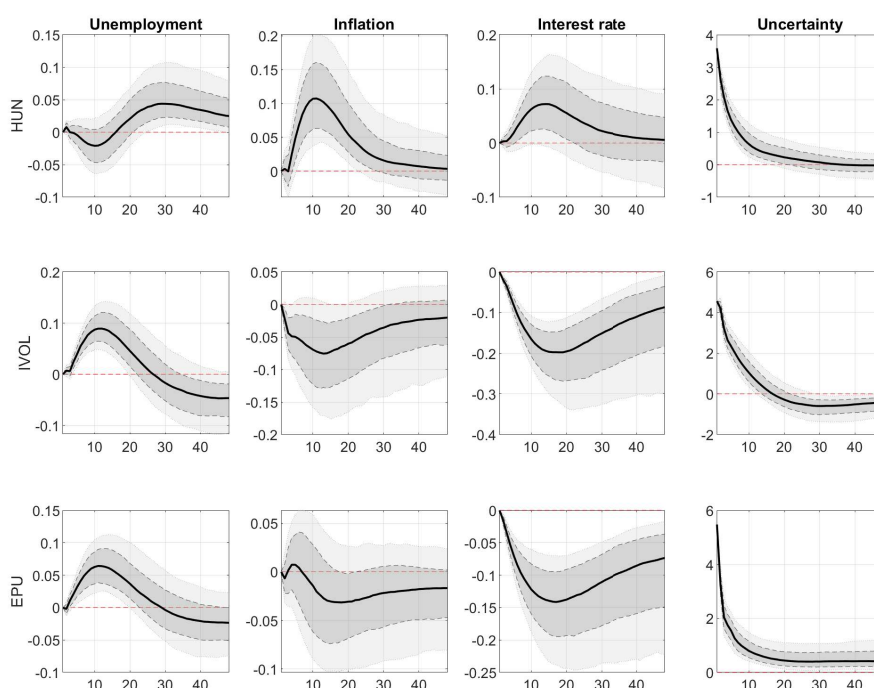 Unemployment Inflation Interest rate Uncertainty
HUN
0.15 0.1 0.05 0 -0.05 -0.1
10 20 30 40
0.2 0.15 0.1 0.05 0
10 20 30 40
0.2 0.1 0 -0.1
10 20 30 40
4 3 2 1 0 -1
10 20 30 40
IVOL
0.2 0.1 0 -0.1
10 20 30 40
0.05 0 -0.05 -0.1 -0.15 -0.2
10 20 30 40
0 -0.1 -0.2 -0.3 -0.4
10 20 30 40
6 4 2 0 -2
10 20 30 40
EPU
0.15 0.1 0.05 0 -0.05 -0.1
10 20 30 40
0.05 0 -0.05 -0.1
10 20 30 40
0 -0.05 -0.1 -0.15 -0.2 -0.25
10 20 30 40
6 4 2 0
10 20 30 40